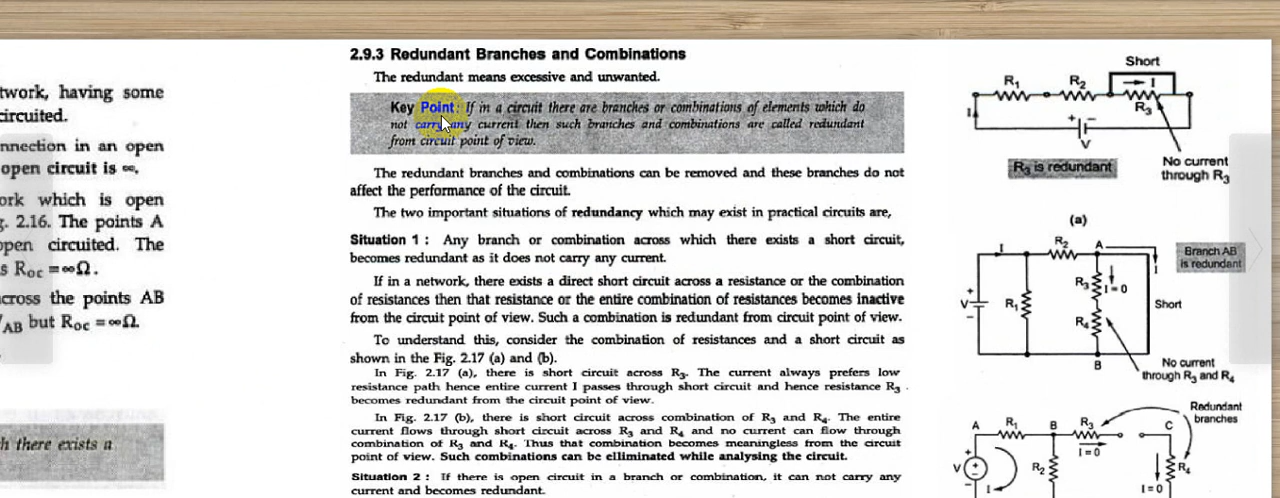 twork, having some
circuited.
nnection in an open
open circuit is ∞.
ork which is open
g. 2.16. The points A
open circuited. The
s ROC = ∞Ω.
cross the points AB
VAB but ROC = ∞Ω.
h there exists a
2.9.3 Redundant Branches and Combinations
The redundant means excessive and unwanted.
Key Point: If in a circuit there are branches or combinations of elements which do
not carry any current then such branches and combinations are called redundant
from circuit point of view.
The redundant branches and combinations can be removed and these branches do not
affect the performance of the circuit.
The two important situations of redundancy which may exist in practical circuits are,
Situation 1 : Any branch or combination across which there exists a short circuit,
becomes redundant as it does not carry any current.
If in a network, there exists a direct short circuit across a resistance or the combination
of resistances then that resistance or the entire combination of resistances becomes inactive
from the circuit point of view. Such a combination is redundant from circuit point of view.
To understand this, consider the combination of resistances and a short circuit as
shown in the Fig. 2.17 (a) and (b).
In Fig. 2.17 (a), there is short circuit across R3. The current always prefers low
resistance path hence entire current I passes through short circuit and hence resistance R3
becomes redundant from the circuit point of view.
In Fig. 2.17 (b), there is short circuit across combination of R3 and R4. The entire
current flows through short circuit across R3 and R4 and no current can flow through
combination of R3 and R4. Thus that combination becomes meaningless from the circuit
point of view. Such combinations can be elliminated while analysing the circuit.
Situation 2 : If there is open circuit in a branch or combination, it can not carry any
current and becomes redundant.
Short
R1
R2
I
R3
I
+ -
V
R3 is redundant
No current
through R3
(a)
I
R2
A
Branch AB
is redundant
I
R3
I=0
+
V
-
R1
Short
R4
B
No current
through R3 and R4
Redundant
branches
A
R1
B
R3
C
I=0
+
V
-
I
R2
R4
I=0